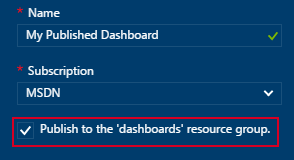 * Name
My Published Dashboard
* Subscription
MSDN
Publish to the 'dashboards' resource group.